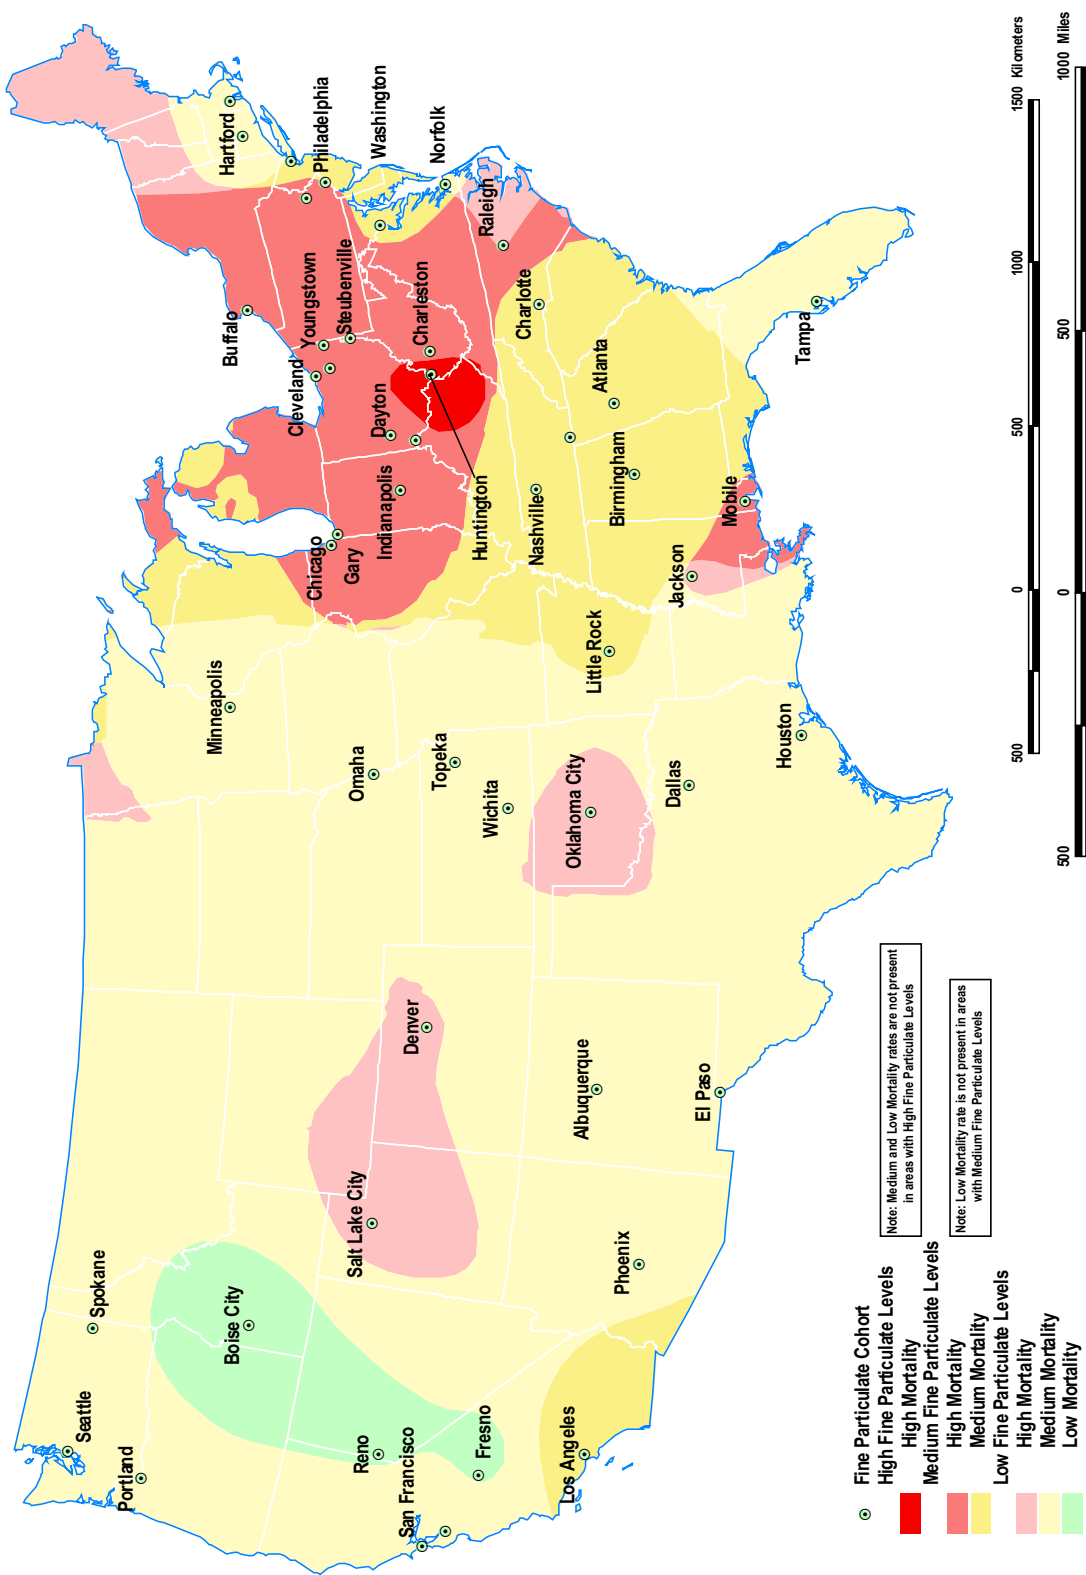 Seattle
Spokane
Portland
Boise City
Reno
San Francisco
Fresno
Los Angeles
Salt Lake City
Phoenix
Denver
Albuquerque
El Paso
Minneapolis
Omaha
Topeka
Wichita
Oklahoma City
Dallas
Houston
Little Rock
Jackson
Mobile
Chicago
Gary
Indianapolis
Huntington
Nashville
Birmingham
Atlanta
Charlotte
Tampa
Cleveland
Dayton
Buffalo
Youngstown
Steubenville
Charleston
Raleigh
Hartford
Philadelphia
Washington
Norfolk
Fine Particulate Cohort
High Fine Particulate Levels
High Mortality
Medium Fine Particulate Levels
High Mortality
Medium Mortality
Low Fine Particulate Levels
High Mortality
Medium Mortality
Low Mortality
Note: Medium and Low Mortality rates are not present
in areas with High Fine Particulate Levels
Note: Low Mortality rate is not present in areas
with Medium Fine Particulate Levels
500 0 500 1000 1500 Kilometers
500 0 500 1000 Miles